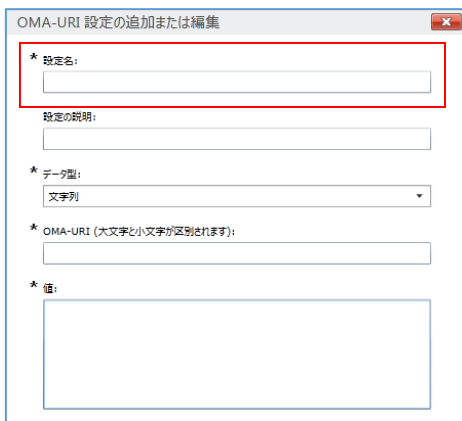 OMA-URI 設定の追加または編集
* 設定名:
設定の説明:
* データ型:
文字列
* OMA-URI (大文字と小文字が区別されます):
* 値: